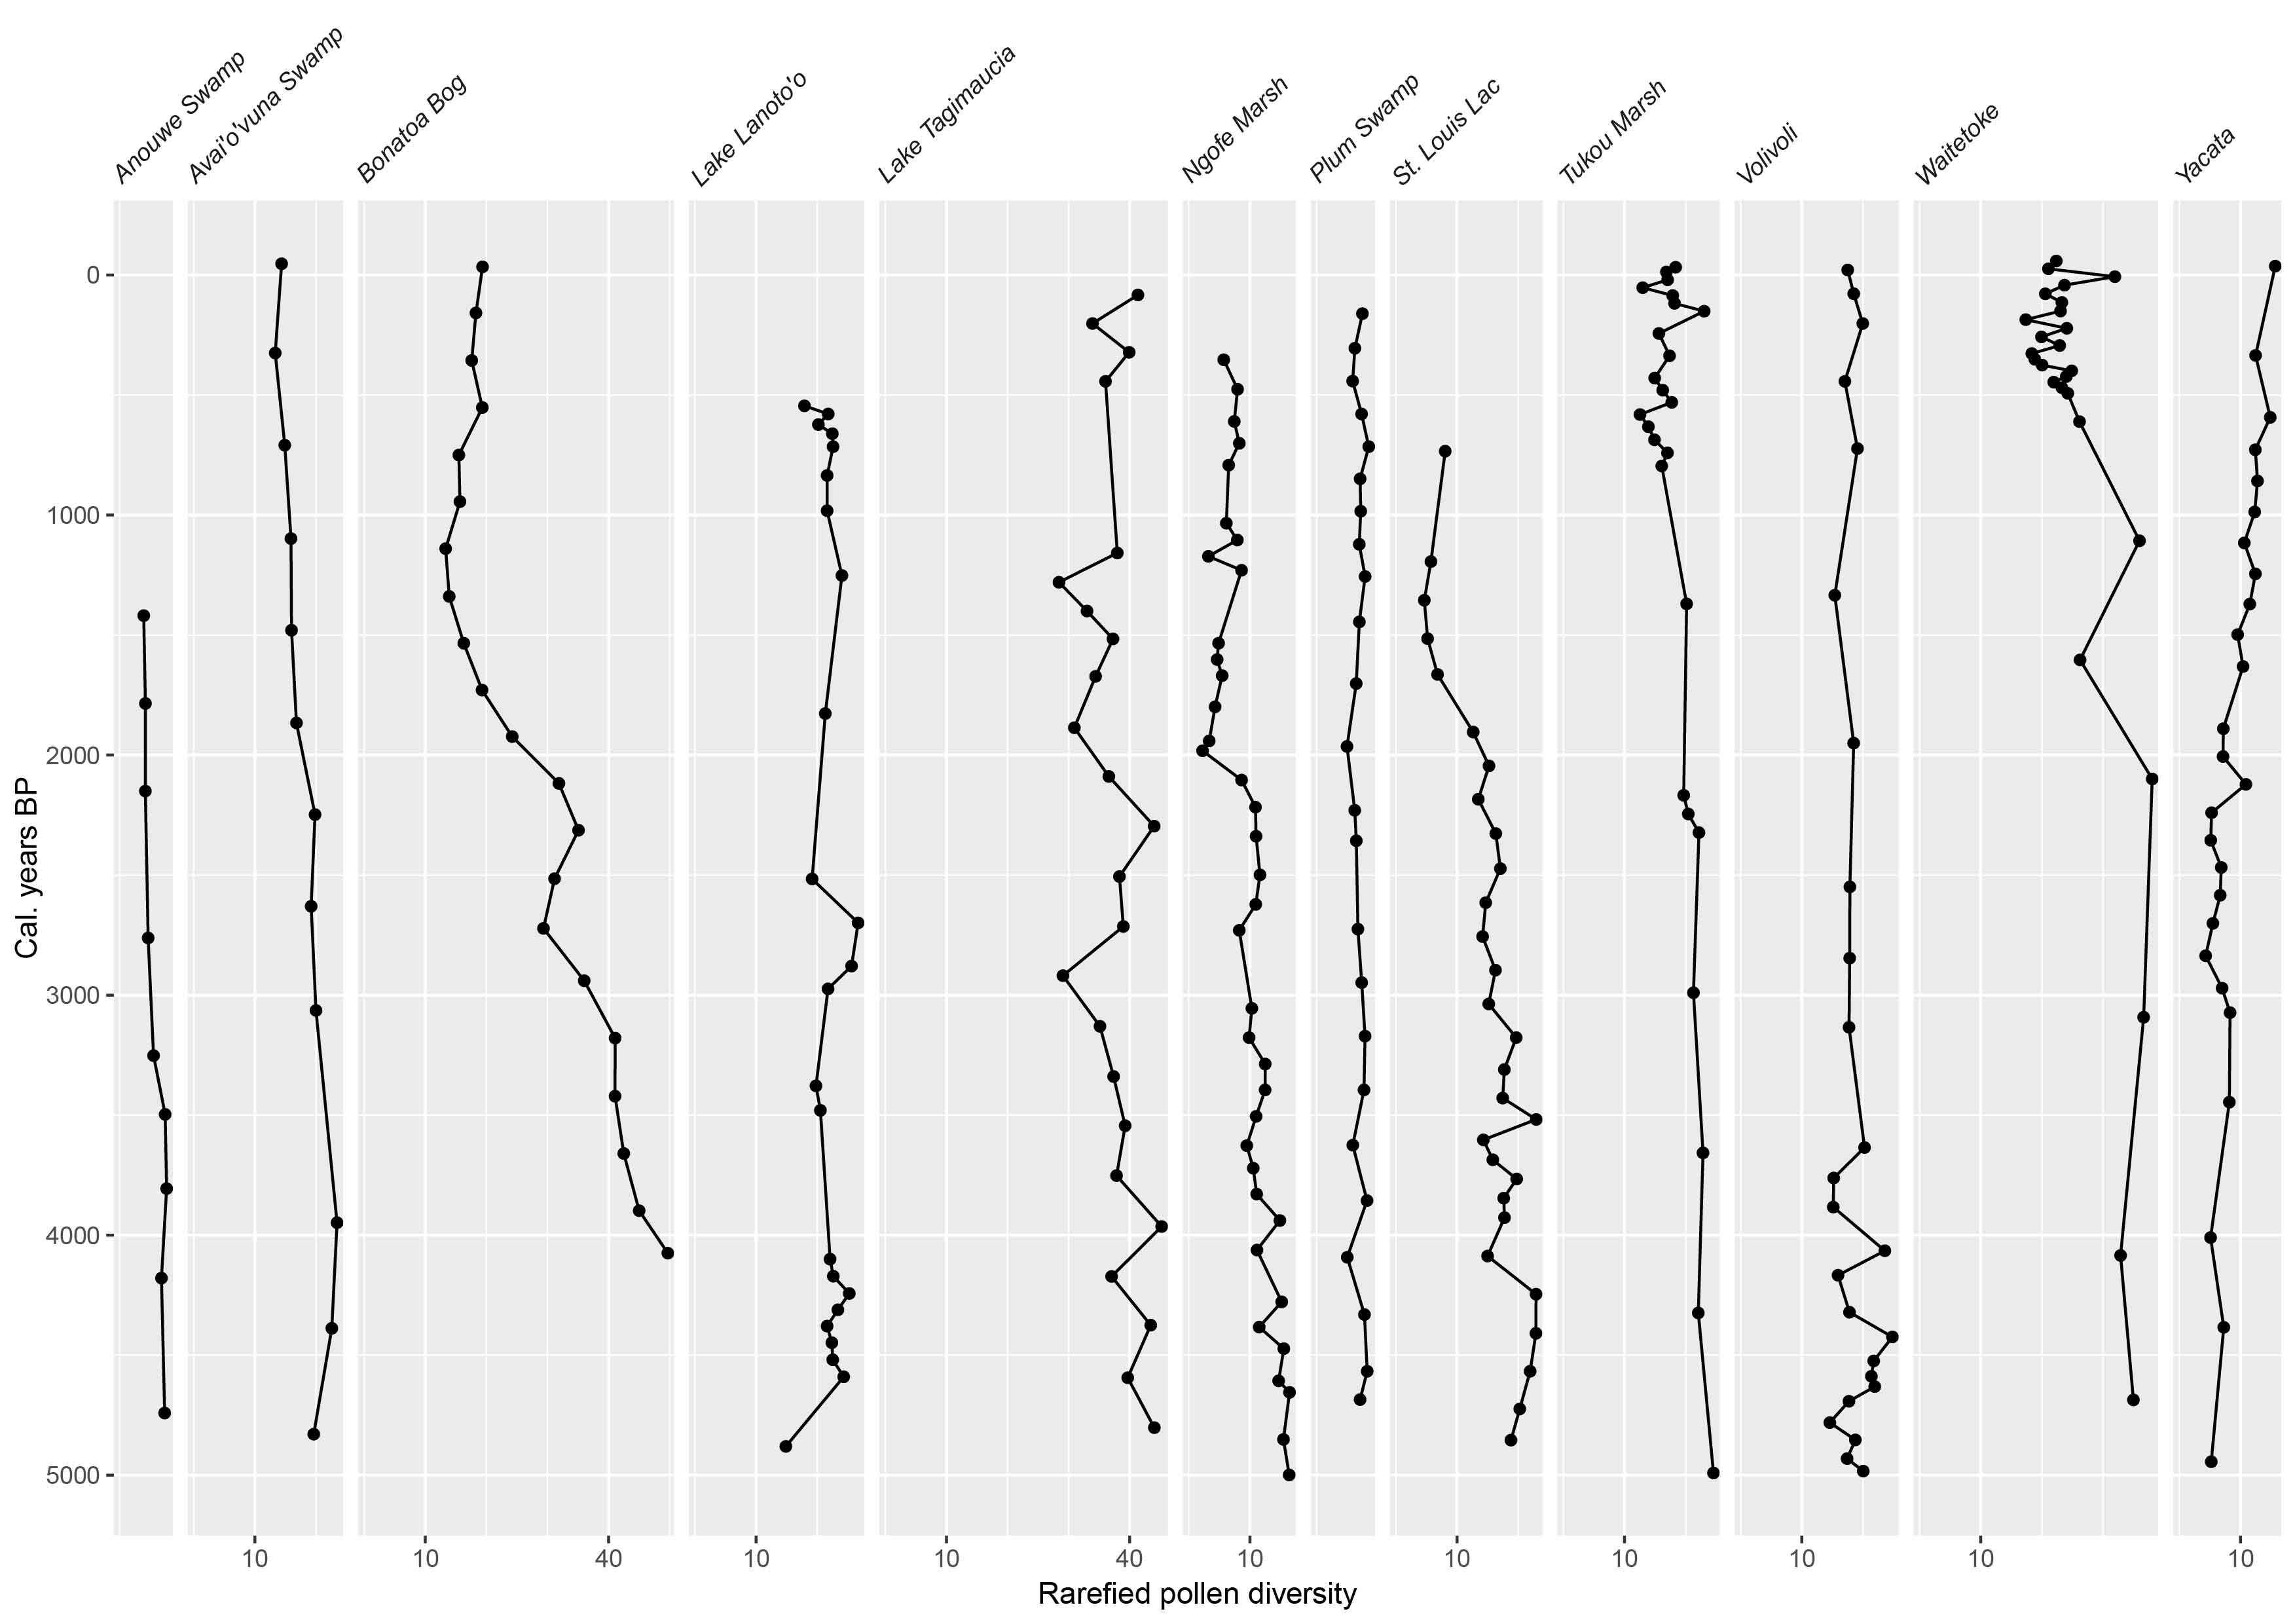 Anouwe Swamp
Avai'o'vuna Swamp
Bonatoa Bog
Lake Lanoto'o
Lake Tagimaucia
Ngofe Marsh
Plum Swamp
St. Louis Lac
Tukou Marsh
Volivoli
Waitetoke
Yacata
Cal. years BP
0
1000
2000
3000
4000
5000
10 10 40 10 10 40 10 10 10 10 10 10
Rarefied pollen diversity